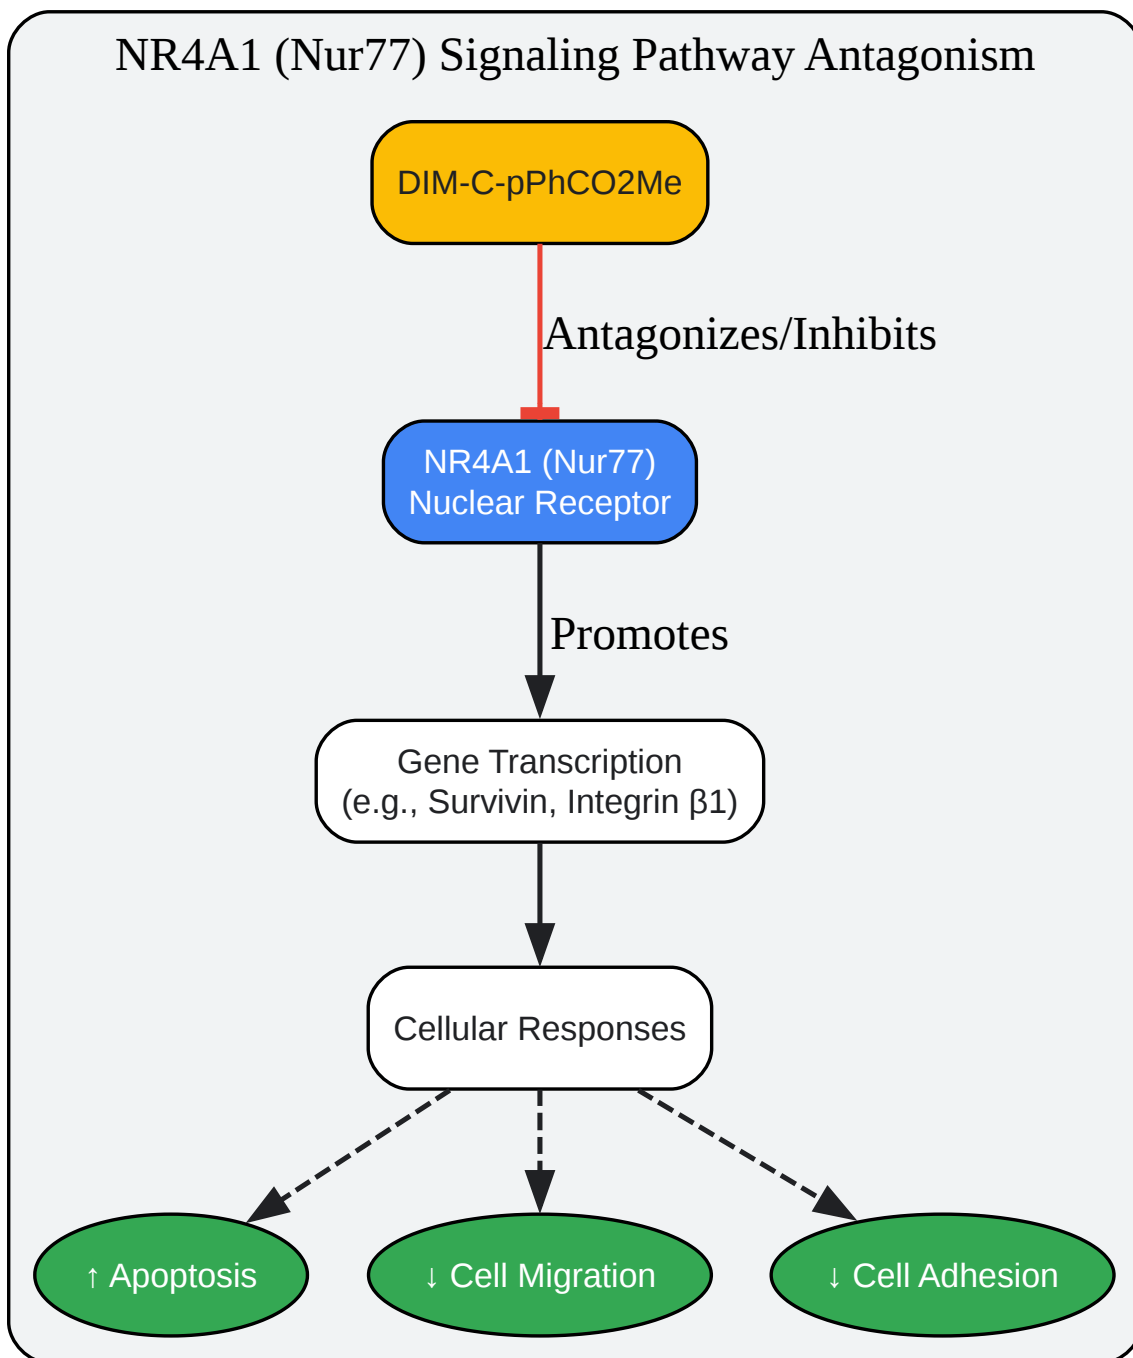 NR4A1 (Nur77) Signaling Pathway Antagonism
DIM-C-pPhCO2Me
Antagonizes/Inhibits
NR4A1 (Nur77)
Nuclear Receptor
Promotes
Gene Transcription
(e.g., Survivin, Integrin β1)
Cellular Responses
↑ Apoptosis
↓ Cell Migration
↓ Cell Adhesion